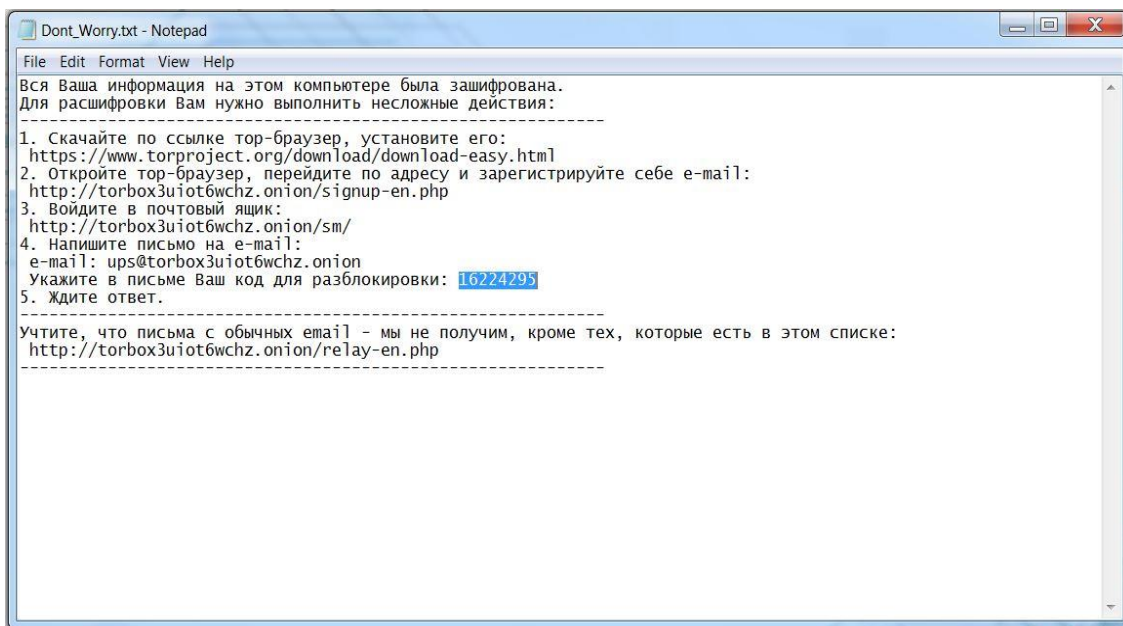 Dont_Worry.txt - Notepad
File Edit Format View Help
Вся Ваша информация на этом компьютере была зашифрована.
Для расшифровки Вам нужно выполнить несложные действия:
------------------------------------------------------------
1. Скачайте по ссылке тор-браузер, установите его:
https://www.torproject.org/download/download-easy.html
2. Откройте тор-браузер, перейдите по адресу и зарегистрируйте себе e-mail:
http://torbox3uiot6wchz.onion/signup-en.php
3. Войдите в почтовый ящик:
http://torbox3uiot6wchz.onion/sm/
4. Напишите письмо на e-mail:
e-mail: ups@torbox3uiot6wchz.onion
Укажите в письме Ваш код для разблокировки: 16224295
5. Ждите ответ.
------------------------------------------------------------
Учтите, что письма с обычных email - мы не получим, кроме тех, которые есть в этом списке:
http://torbox3uiot6wchz.onion/relay-en.php
------------------------------------------------------------